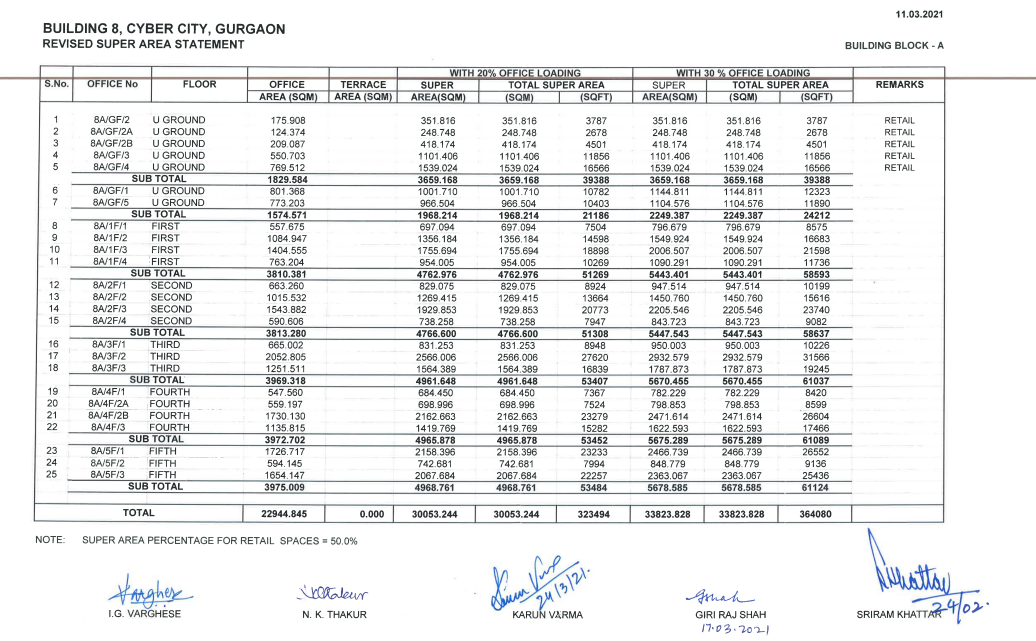 11.03.2021
BUILDING 8, CYBER CITY, GURGAON
REVISED SUPER AREA STATEMENT
BUILDING BLOCK - A
WITH 20% OFFICE LOADING WITH 30 % OFFICE LOADING
S.No. OFFICE No FLOOR OFFICE TERRACE SUPER TOTAL SUPER AREA SUPER TOTAL SUPER AREA REMARKS
AREA (SQM) AREA (SQM) AREA(SQM) (SQM) (SQFT) AREA(SQM) (SQM) (SQFT)
1 8A/GF/2 U GROUND 175.908 351.816 351.816 3787 351.816 351.816 3787 RETAIL
2 8A/GF/2A U GROUND 124.374 248.748 248.748 2678 248.748 248.748 2678 RETAIL
3 8A/GF/2B U GROUND 209.087 418.174 418.174 4501 418.174 418.174 4501 RETAIL
4 8A/GF/3 U GROUND 550.703 1101.406 1101.406 11856 1101.406 1101.406 11856 RETAIL
5 8A/GF/4 U GROUND 769.512 1539.024 1539.024 16566 1539.024 1539.024 16566 RETAIL
SUB TOTAL 1829.584 3659.168 3659.168 39388 3659.168 3659.168 39388
6 8A/GF/1 U GROUND 801.368 1001.710 1001.710 10782 1144.811 1144.811 12323
7 8A/GF/5 U GROUND 773.203 966.504 966.504 10403 1104.576 1104.576 11890
SUB TOTAL 1574.571 1968.214 1968.214 21186 2249.387 2249.387 24212
8 8A/1F/1 FIRST 557.675 697.094 697.094 7504 796.679 796.679 8575
9 8A/1F/2 FIRST 1084.947 1356.184 1356.184 14598 1549.924 1549.924 16683
10 8A/1F/3 FIRST 1404.555 1755.694 1755.694 18898 2006.507 2006.507 21598
11 8A/1F/4 FIRST 763.204 954.005 954.005 10269 1090.291 1090.291 11736
SUB TOTAL 3810.381 4762.976 4762.976 51269 5443.401 5443.401 58593
12 8A/2F/1 SECOND 663.260 829.075 829.075 8924 947.514 947.514 10199
13 8A/2F/2 SECOND 1015.532 1269.415 1269.415 13664 1450.760 1450.760 15616
14 8A/2F/3 SECOND 1543.882 1929.853 1929.853 20773 2205.546 2205.546 23740
15 8A/2F/4 SECOND 590.606 738.258 738.258 7947 843.723 843.723 9082
SUB TOTAL 3813.280 4766.600 4766.600 51308 5447.543 5447.543 58637
16 8A/3F/1 THIRD 665.002 831.253 831.253 8948 950.003 950.003 10226
17 8A/3F/2 THIRD 2052.805 2566.006 2566.006 27620 2932.579 2932.579 31566
18 8A/3F/3 THIRD 1251.511 1564.389 1564.389 16839 1787.873 1787.873 19245
SUB TOTAL 3969.318 4961.648 4961.648 53407 5670.455 5670.455 61037
19 8A/4F/1 FOURTH 547.560 684.450 684.450 7367 782.229 782.229 8420
20 8A/4F/2A FOURTH 559.197 698.996 698.996 7524 798.853 798.853 8599
21 8A/4F/2B FOURTH 1730.130 2162.663 2162.663 23279 2471.614 2471.614 26604
22 8A/4F/3 FOURTH 1135.815 1419.769 1419.769 15282 1622.593 1622.593 17466
SUB TOTAL 3972.702 4965.878 4965.878 53452 5675.289 5675.289 61089
23 8A/5F/1 FIFTH 1726.717 2158.396 2158.396 23233 2466.739 2466.739 26552
24 8A/5F/2 FIFTH 594.145 742.681 742.681 7994 848.779 848.779 9136
25 8A/5F/3 FIFTH 1654.147 2067.684 2067.684 22257 2363.067 2363.067 25436
SUB TOTAL 3975.009 4968.761 4968.761 53484 5678.585 5678.585 61124
TOTAL 22944.845 0.000 30053.244 30053.244 323494 33823.828 33823.828 364080
NOTE: SUPER AREA PERCENTAGE FOR RETAIL SPACES = 50.0%
Varghese
24/3/21.
24/02.
I.G. VARGHESE N. K. THAKUR KARUN VARMA GIRI RAJ SHAH SRIRAM KHATTAR
17.03.2021